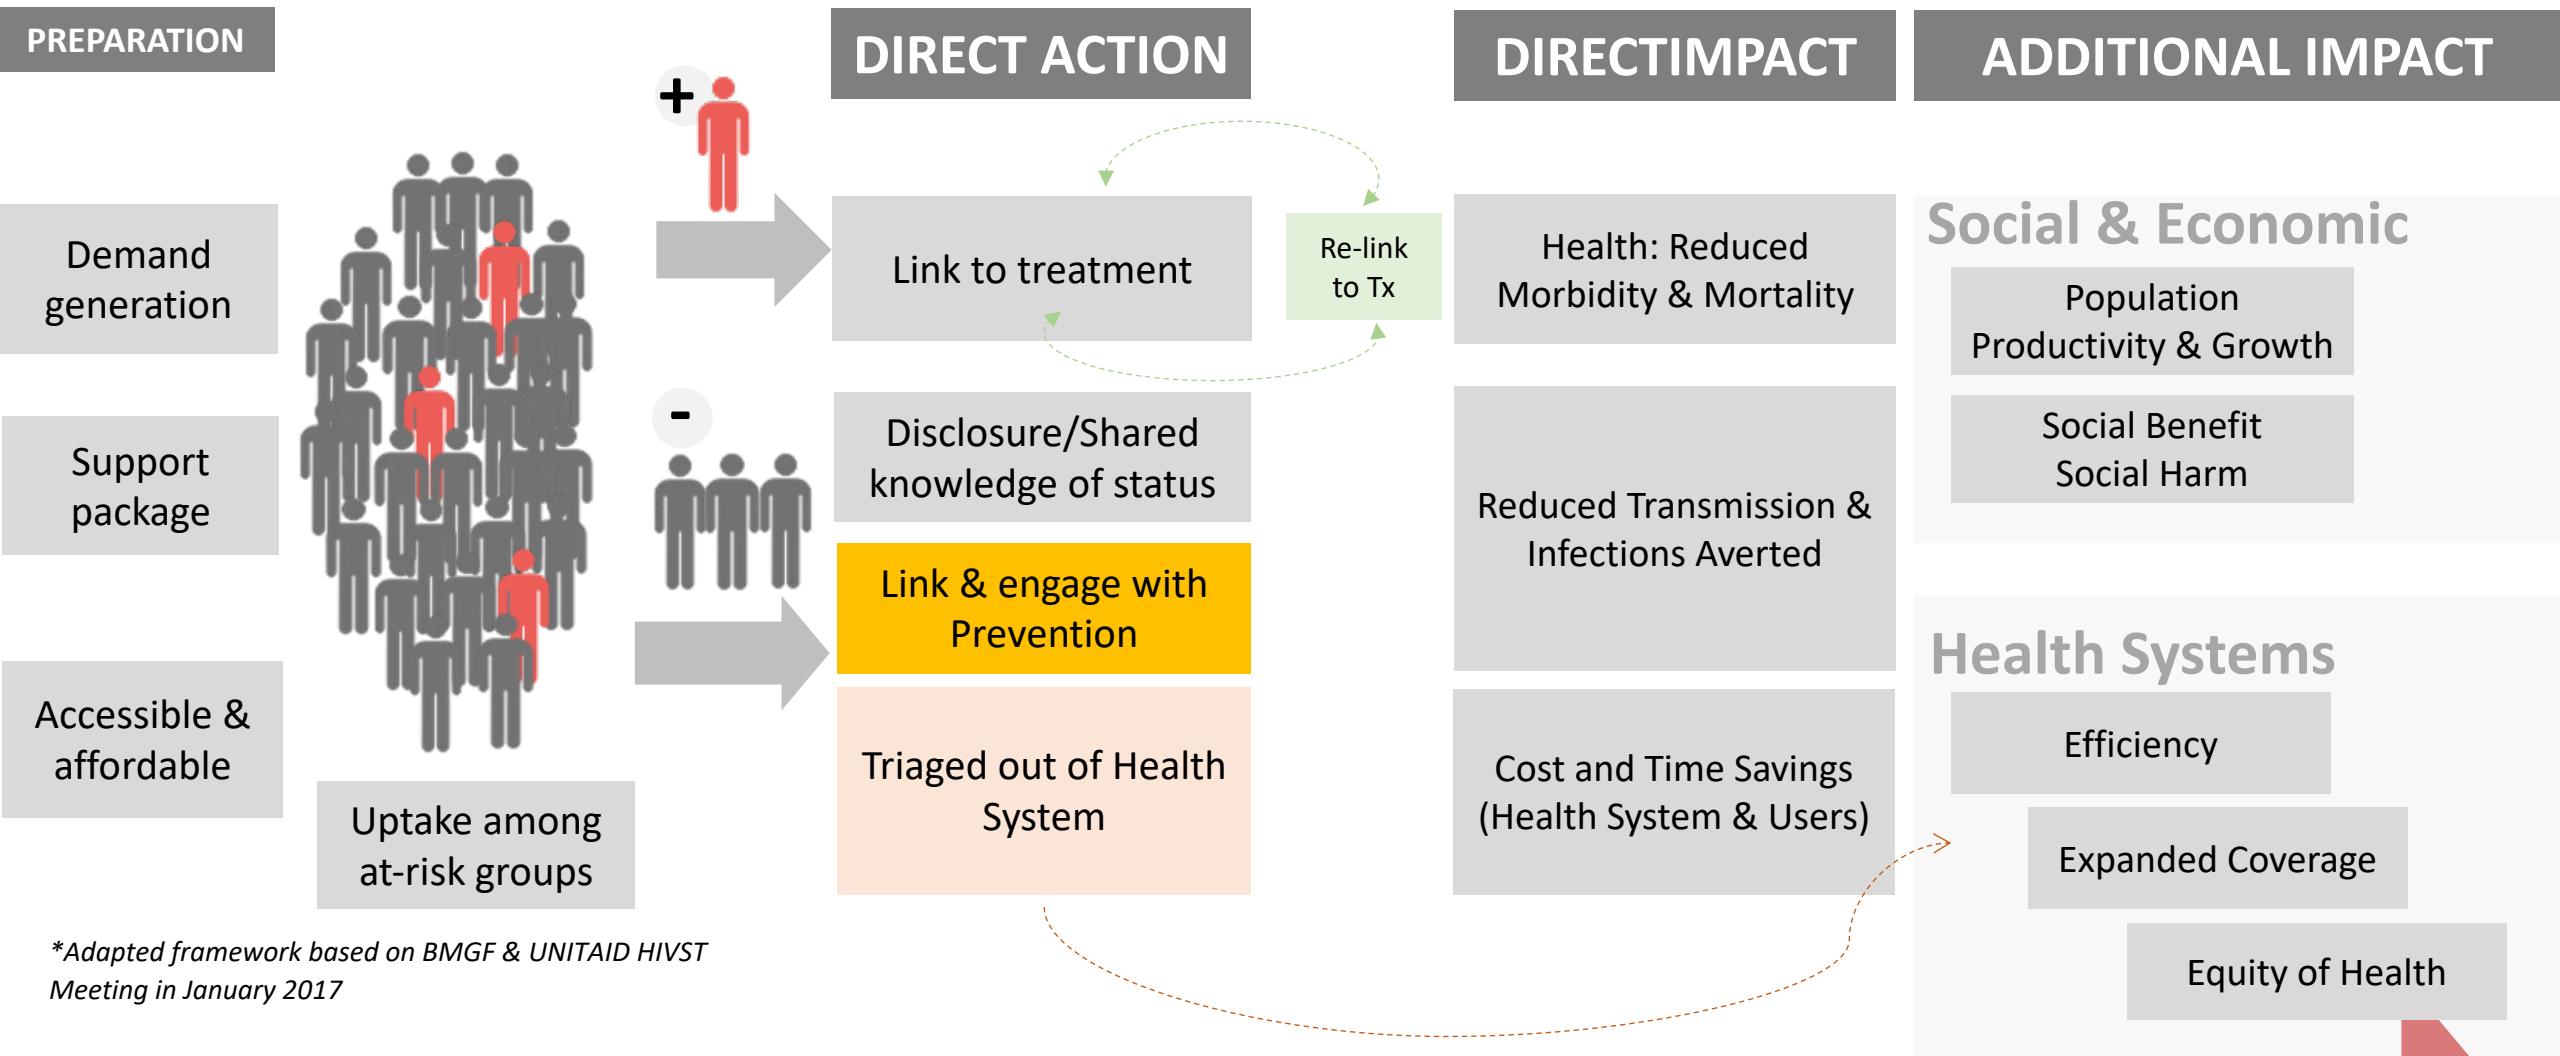 PREPARATION
DIRECT ACTION
DIRECTIMPACT
ADDITIONAL IMPACT
Demand
generation
Support
package
Accessible &
affordable
Uptake among
at-risk groups
+
-
Link to treatment
Re-link
to Tx
Disclosure/Shared
knowledge of status
Link & engage with
Prevention
Triaged out of Health
System
Health: Reduced
Morbidity & Mortality
Reduced Transmission &
Infections Averted
Cost and Time Savings
(Health System & Users)
Social & Economic
Population
Productivity & Growth
Social Benefit
Social Harm
Health Systems
Efficiency
Expanded Coverage
Equity of Health
*Adapted framework based on BMGF & UNITAID HIVST
Meeting in January 2017